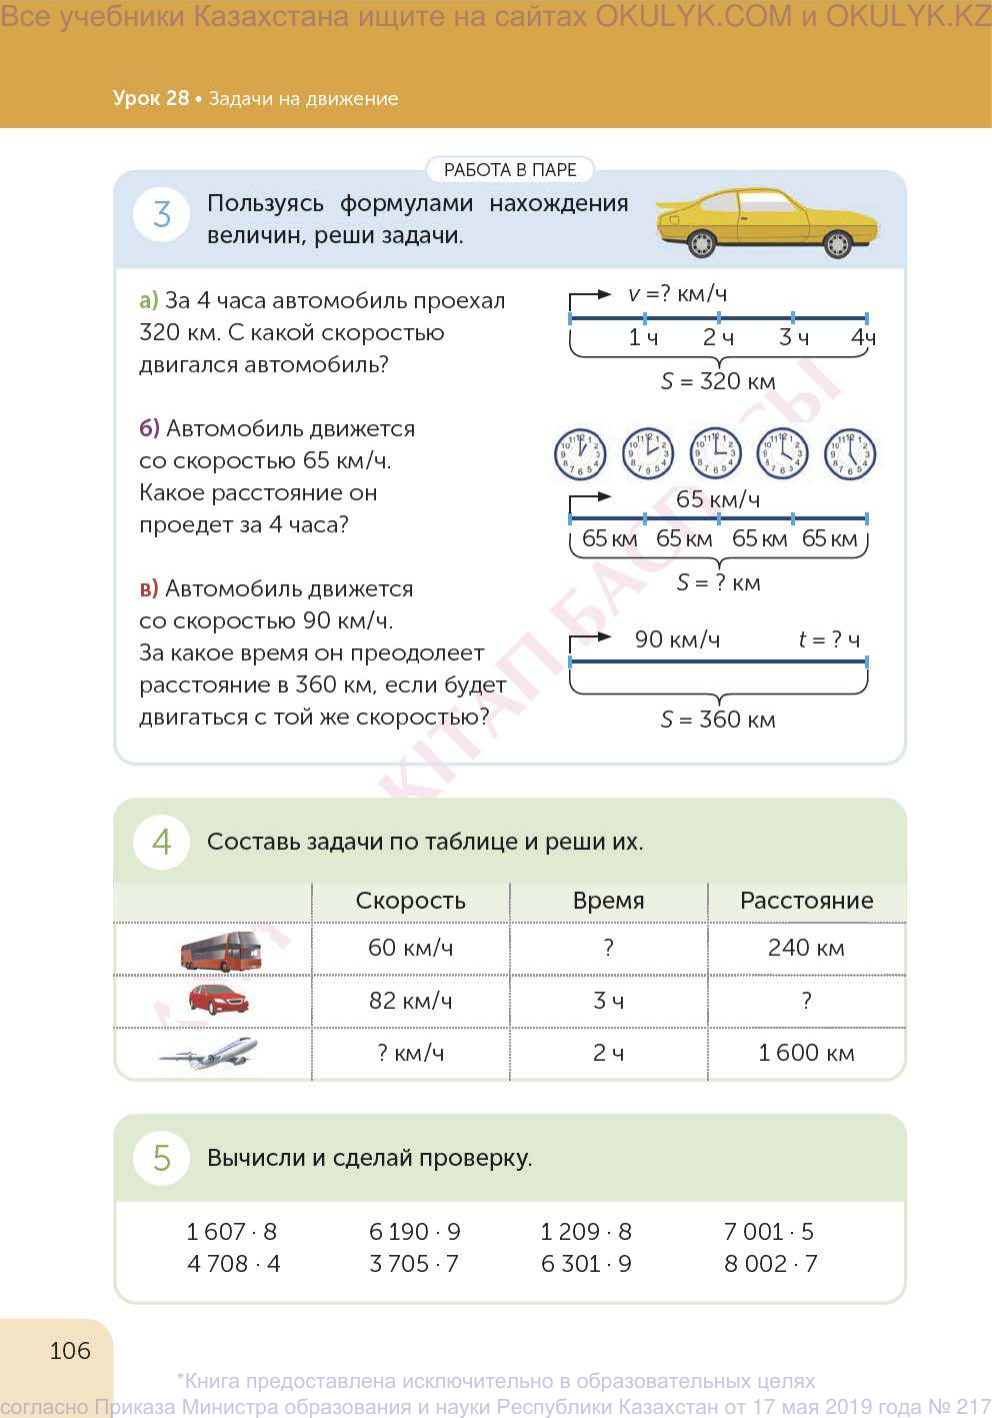 Все учебники Казахстана ищите на сайтах OKULYK.COM и OKULYK.KZ
Урок 28 • Задачи на движение
РАБОТА В ПАРЕ
3
Пользуясь формулами нахождения
величин, реши задачи.
а) За 4 часа автомобиль проехал
320 км. С какой скоростью
двигался автомобиль?
v =? км/ч
1 ч 2 ч 3 ч 4ч
S = 320 км
б) Автомобиль движется
со скоростью 65 км/ч.
Какое расстояние он
проедет за 4 часа?
65 км/ч
65 км 65 км 65 км 65 км
S = ? км
в) Автомобиль движется
со скоростью 90 км/ч.
За какое время он преодолеет
расстояние в 360 км, если будет
двигаться с той же скоростью?
90 км/ч t = ? ч
S = 360 км
4
Составь задачи по таблице и реши их.
Скорость Время Расстояние
60 км/ч ? 240 км
82 км/ч 3 ч ?
? км/ч 2 ч 1 600 км
5
Вычисли и сделай проверку.
1 607 · 8 6 190 · 9 1 209 · 8 7 001 · 5
4 708 · 4 3 705 · 7 6 301 · 9 8 002 · 7
106
*Книга предоставлена исключительно в образовательных целях
согласно Приказа Министра образования и науки Республики Казахстан от 17 мая 2019 года № 217